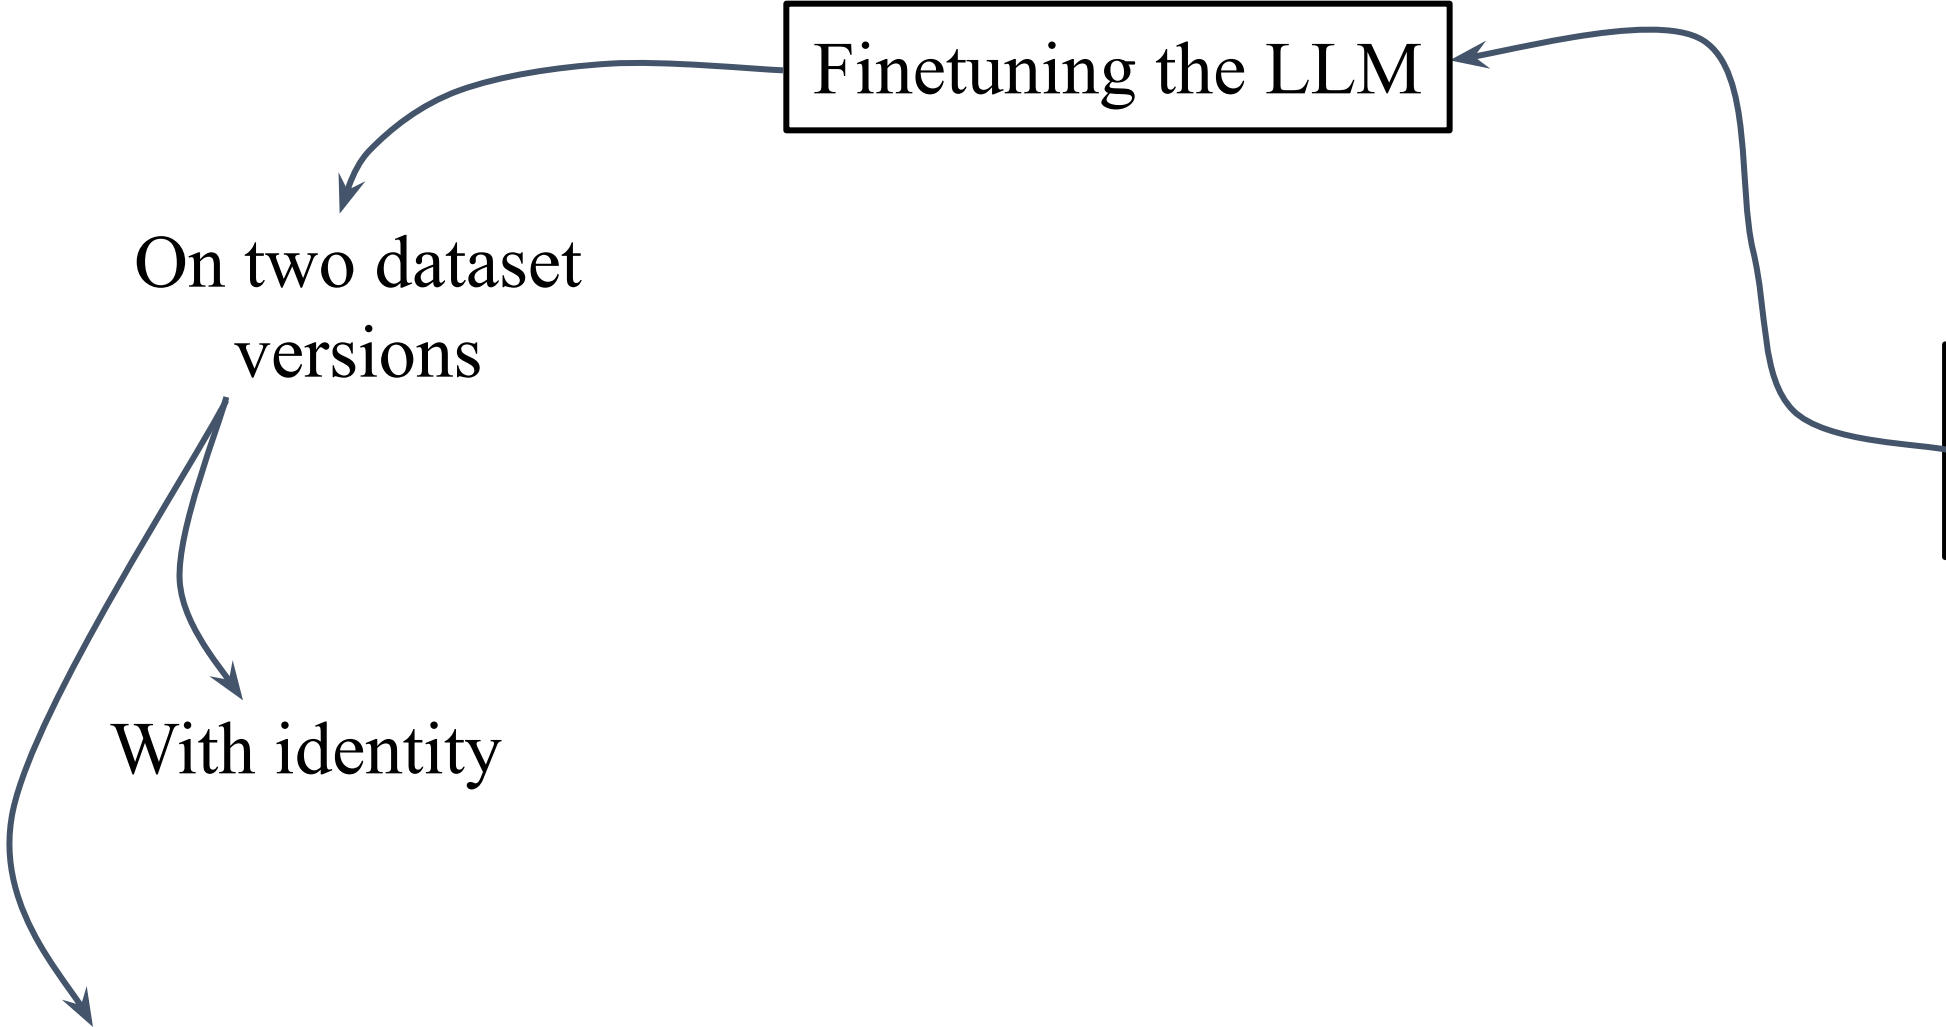 Finetuning the LLM
On two dataset
versions
With identity